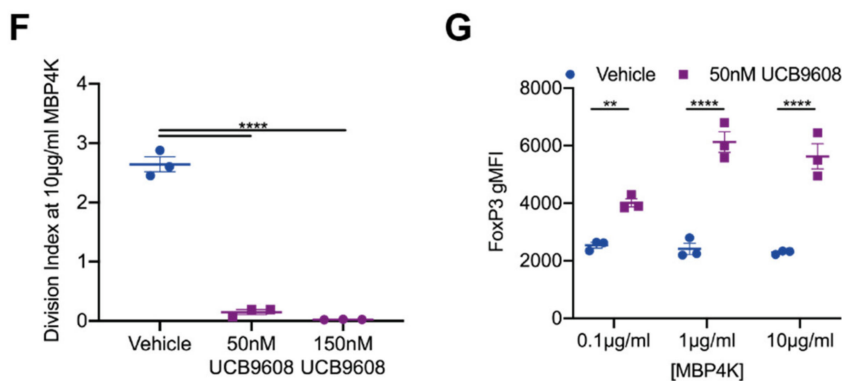 F
Division Index at 10µg/ml MBP4K
4
3
2
1
0
****
Vehicle
50nM
UCB9608
150nM
UCB9608
G
Vehicle
50nM UCB9608
FoxP3 gMFI
8000
6000
4000
2000
0
**
****
****
0.1µg/ml
1µg/ml
10µg/ml
[MBP4K]